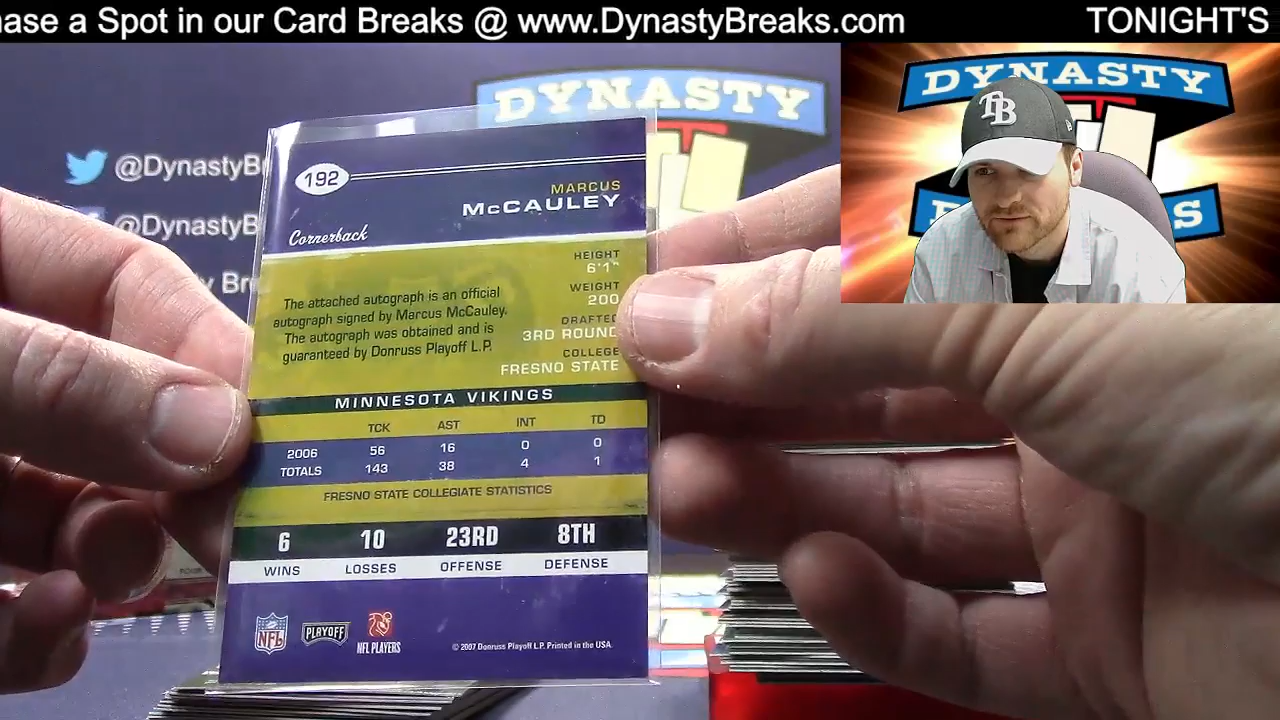 ase a Spot in our Card Breaks @ www.DynastyBreaks.com TONIGHT'S
DYNASTY
@DynastyBr
@DynastyB
y Breaks
DYNASTY
S
TB
192
MARCUS
McCAULEY
Cornerback
HEIGHT
6'1"
WEIGHT
200
DRAFTED
3RD ROUND
COLLEGE
FRESNO STATE
The attached autograph is an official
autograph signed by Marcus McCauley.
The autograph was obtained and is
guaranteed by Donruss Playoff L.P.
MINNESOTA VIKINGS
TCK AST INT TD
2006 56 16 0 0
TOTALS 143 38 4 1
FRESNO STATE COLLEGIATE STATISTICS
6 10 23RD 8TH
WINS LOSSES OFFENSE DEFENSE
NFL
PLAYOFF
NFL PLAYERS
© 2007 Donruss Playoff L.P. Printed in the USA.